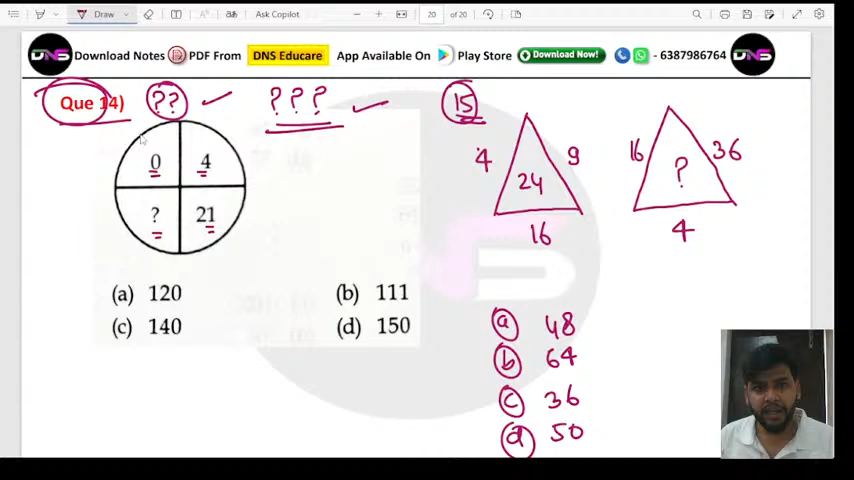 Draw
Ask Copilot
20 of 20
DNS Download Notes PDF From DNS Educare App Available On Play Store Download Now! - 6387986764 DNS
Que 14) ?? ???
0 4
? 21
(a) 120 (b) 111
(c) 140 (d) 150
15
4 9
24
16
16 36
?
4
a 48
b 64
c 36
d 50